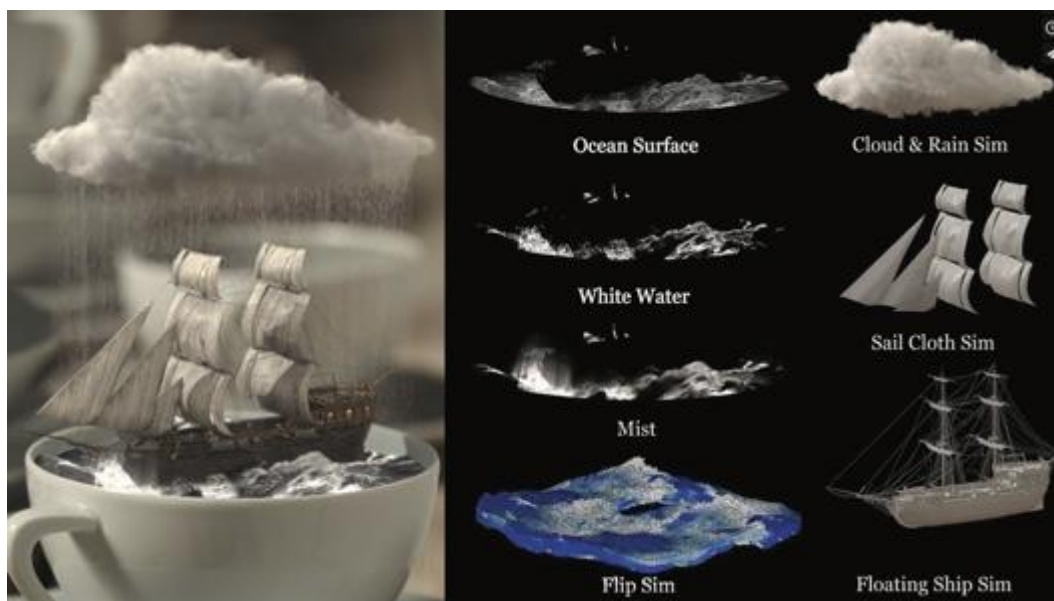 Ocean Surface
Cloud & Rain Sim
White Water
Sail Cloth Sim
Mist
Flip Sim
Floating Ship Sim